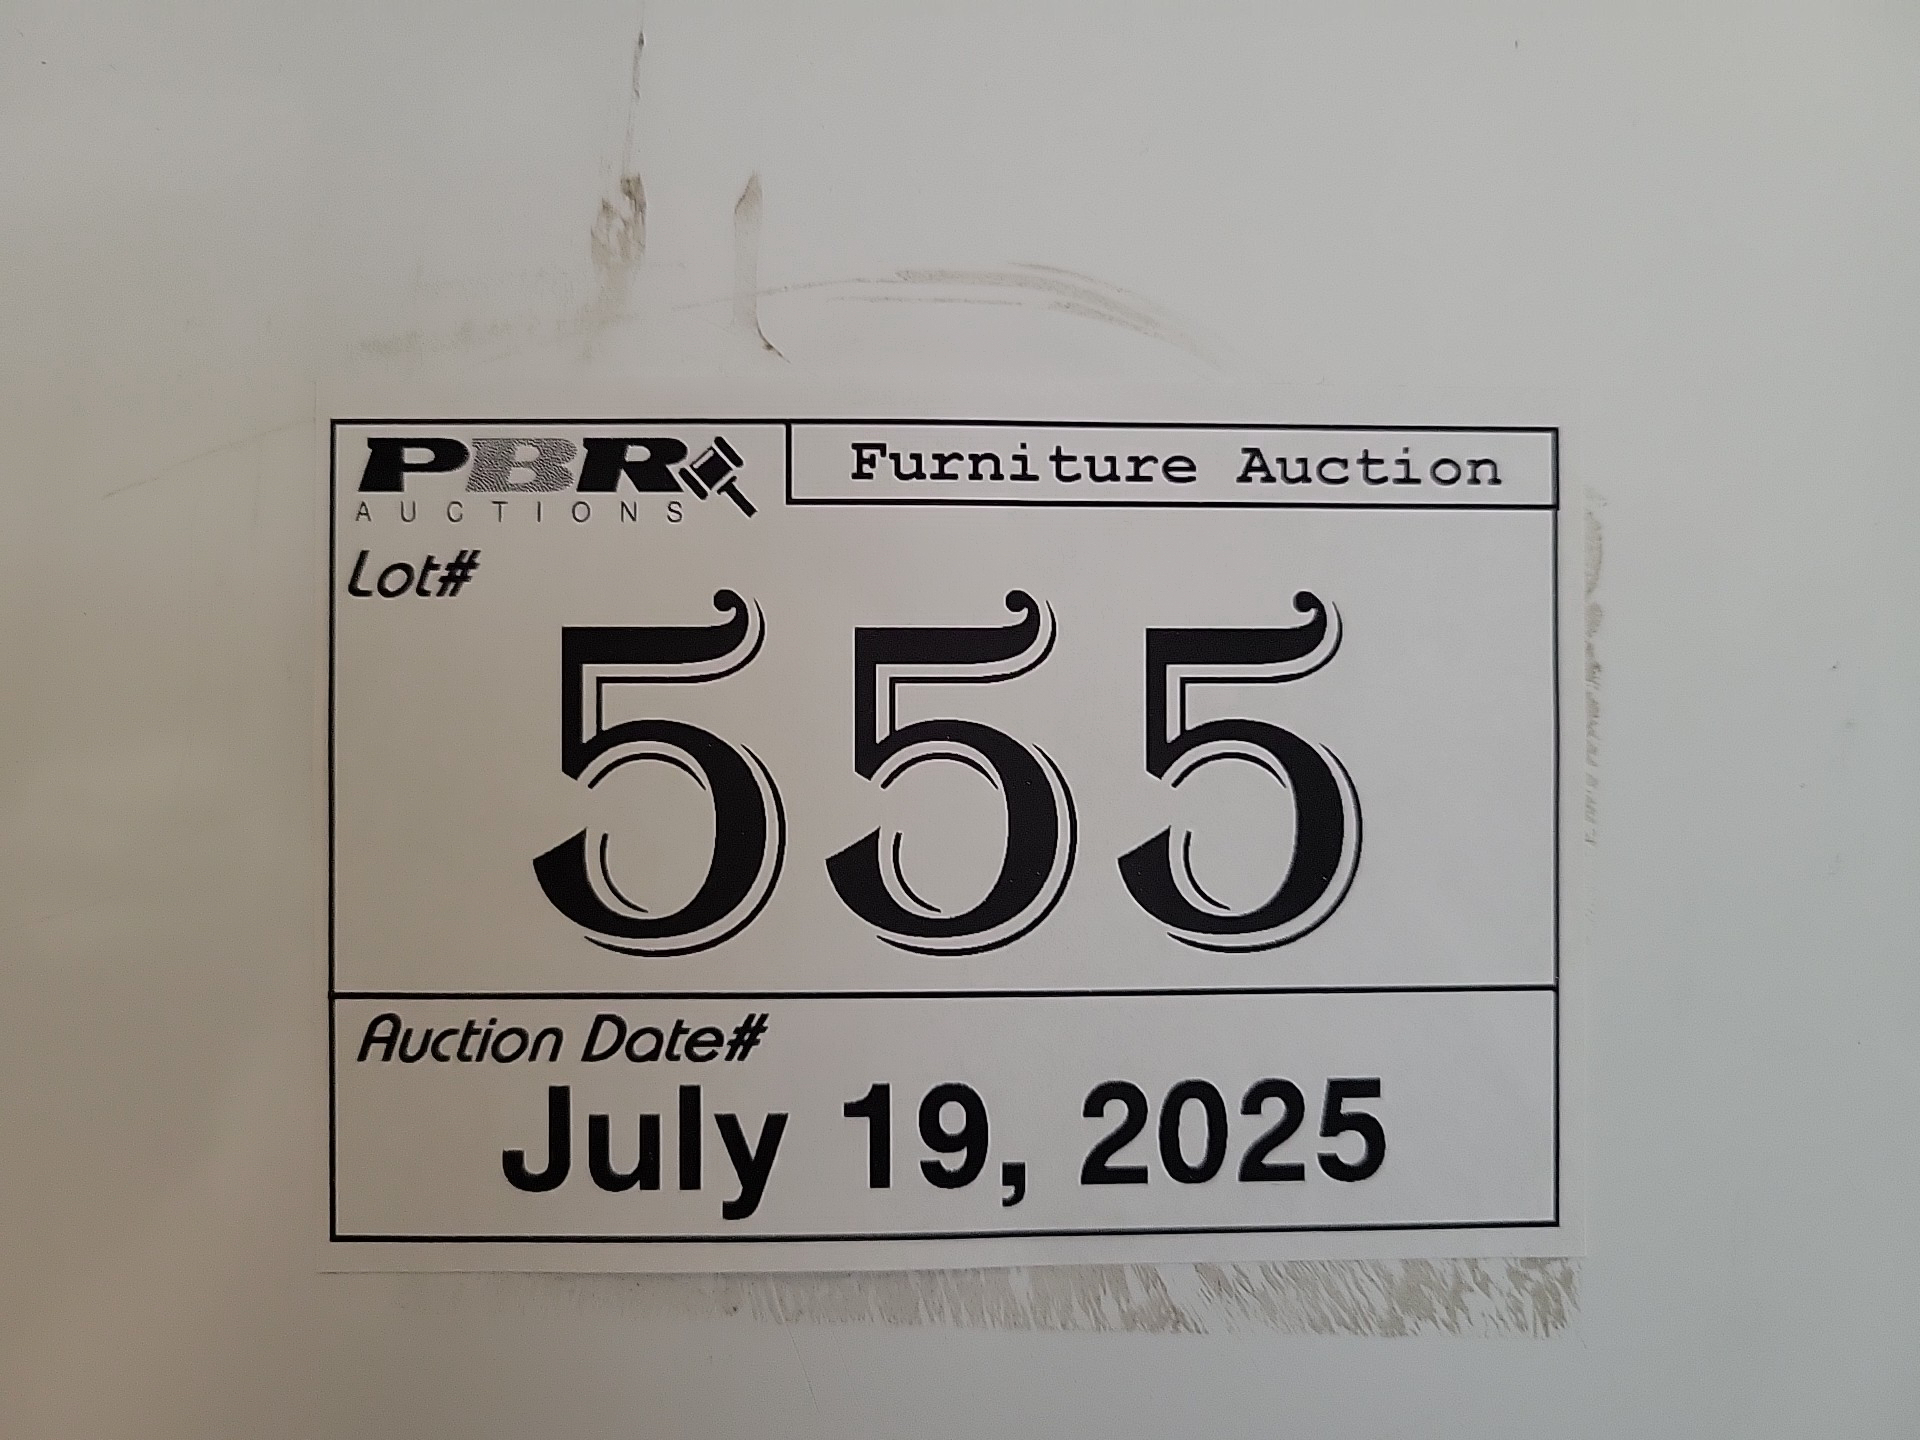 PBR
AUCTIONS
Furniture Auction
Lot#
555
Auction Date#
July 19, 2025